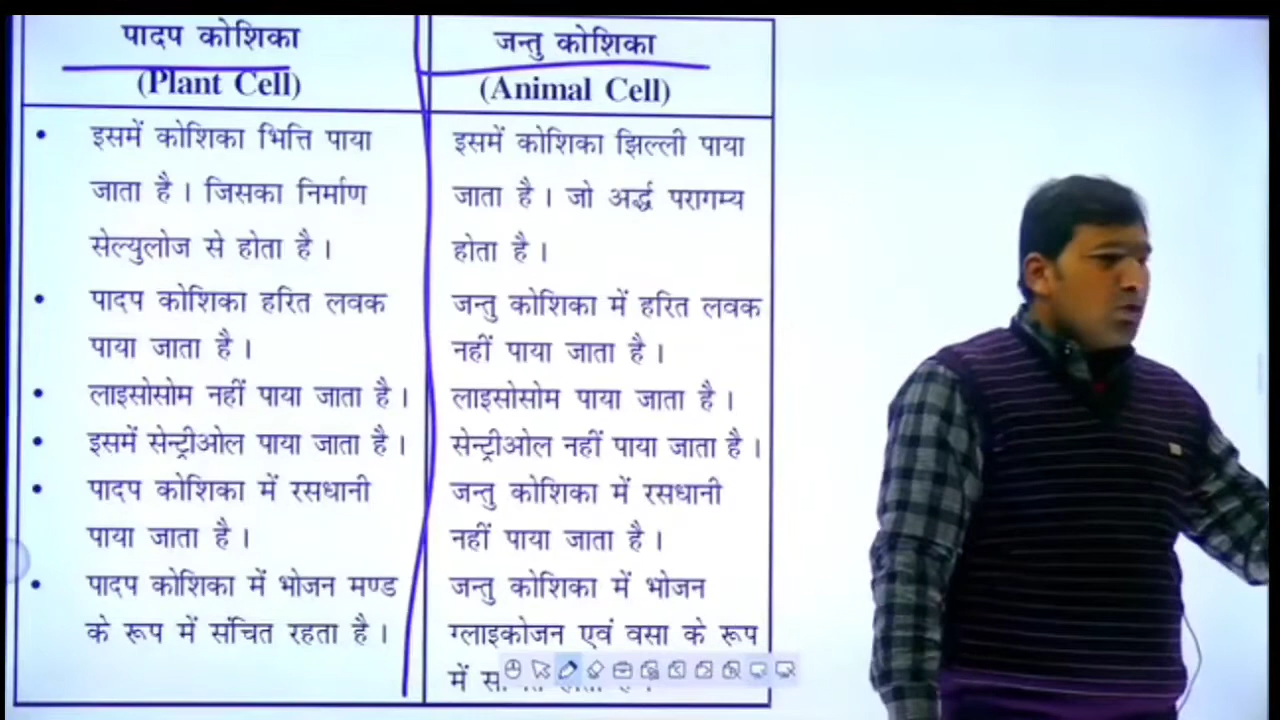 पादप कोशिका
(Plant Cell)
• इसमें कोशिका भित्ति पाया
जाता है। जिसका निर्माण
सेल्युलोज से होता है।
• पादप कोशिका हरित लवक
पाया जाता है।
• लाइसोसोम नहीं पाया जाता है।
• इसमें सेन्ट्रीओल पाया जाता है।
• पादप कोशिका में रसधानी
पाया जाता है।
• पादप कोशिका में भोजन मण्ड
के रूप में संचित रहता है।
जन्तु कोशिका
(Animal Cell)
इसमें कोशिका झिल्ली पाया
जाता है। जो अर्द्ध परागम्य
होता है।
जन्तु कोशिका में हरित लवक
नहीं पाया जाता है।
लाइसोसोम पाया जाता है।
सेन्ट्रीओल नहीं पाया जाता है।
जन्तु कोशिका में रसधानी
नहीं पाया जाता है।
जन्तु कोशिका में भोजन
ग्लाइकोजन एवं वसा के रूप
में